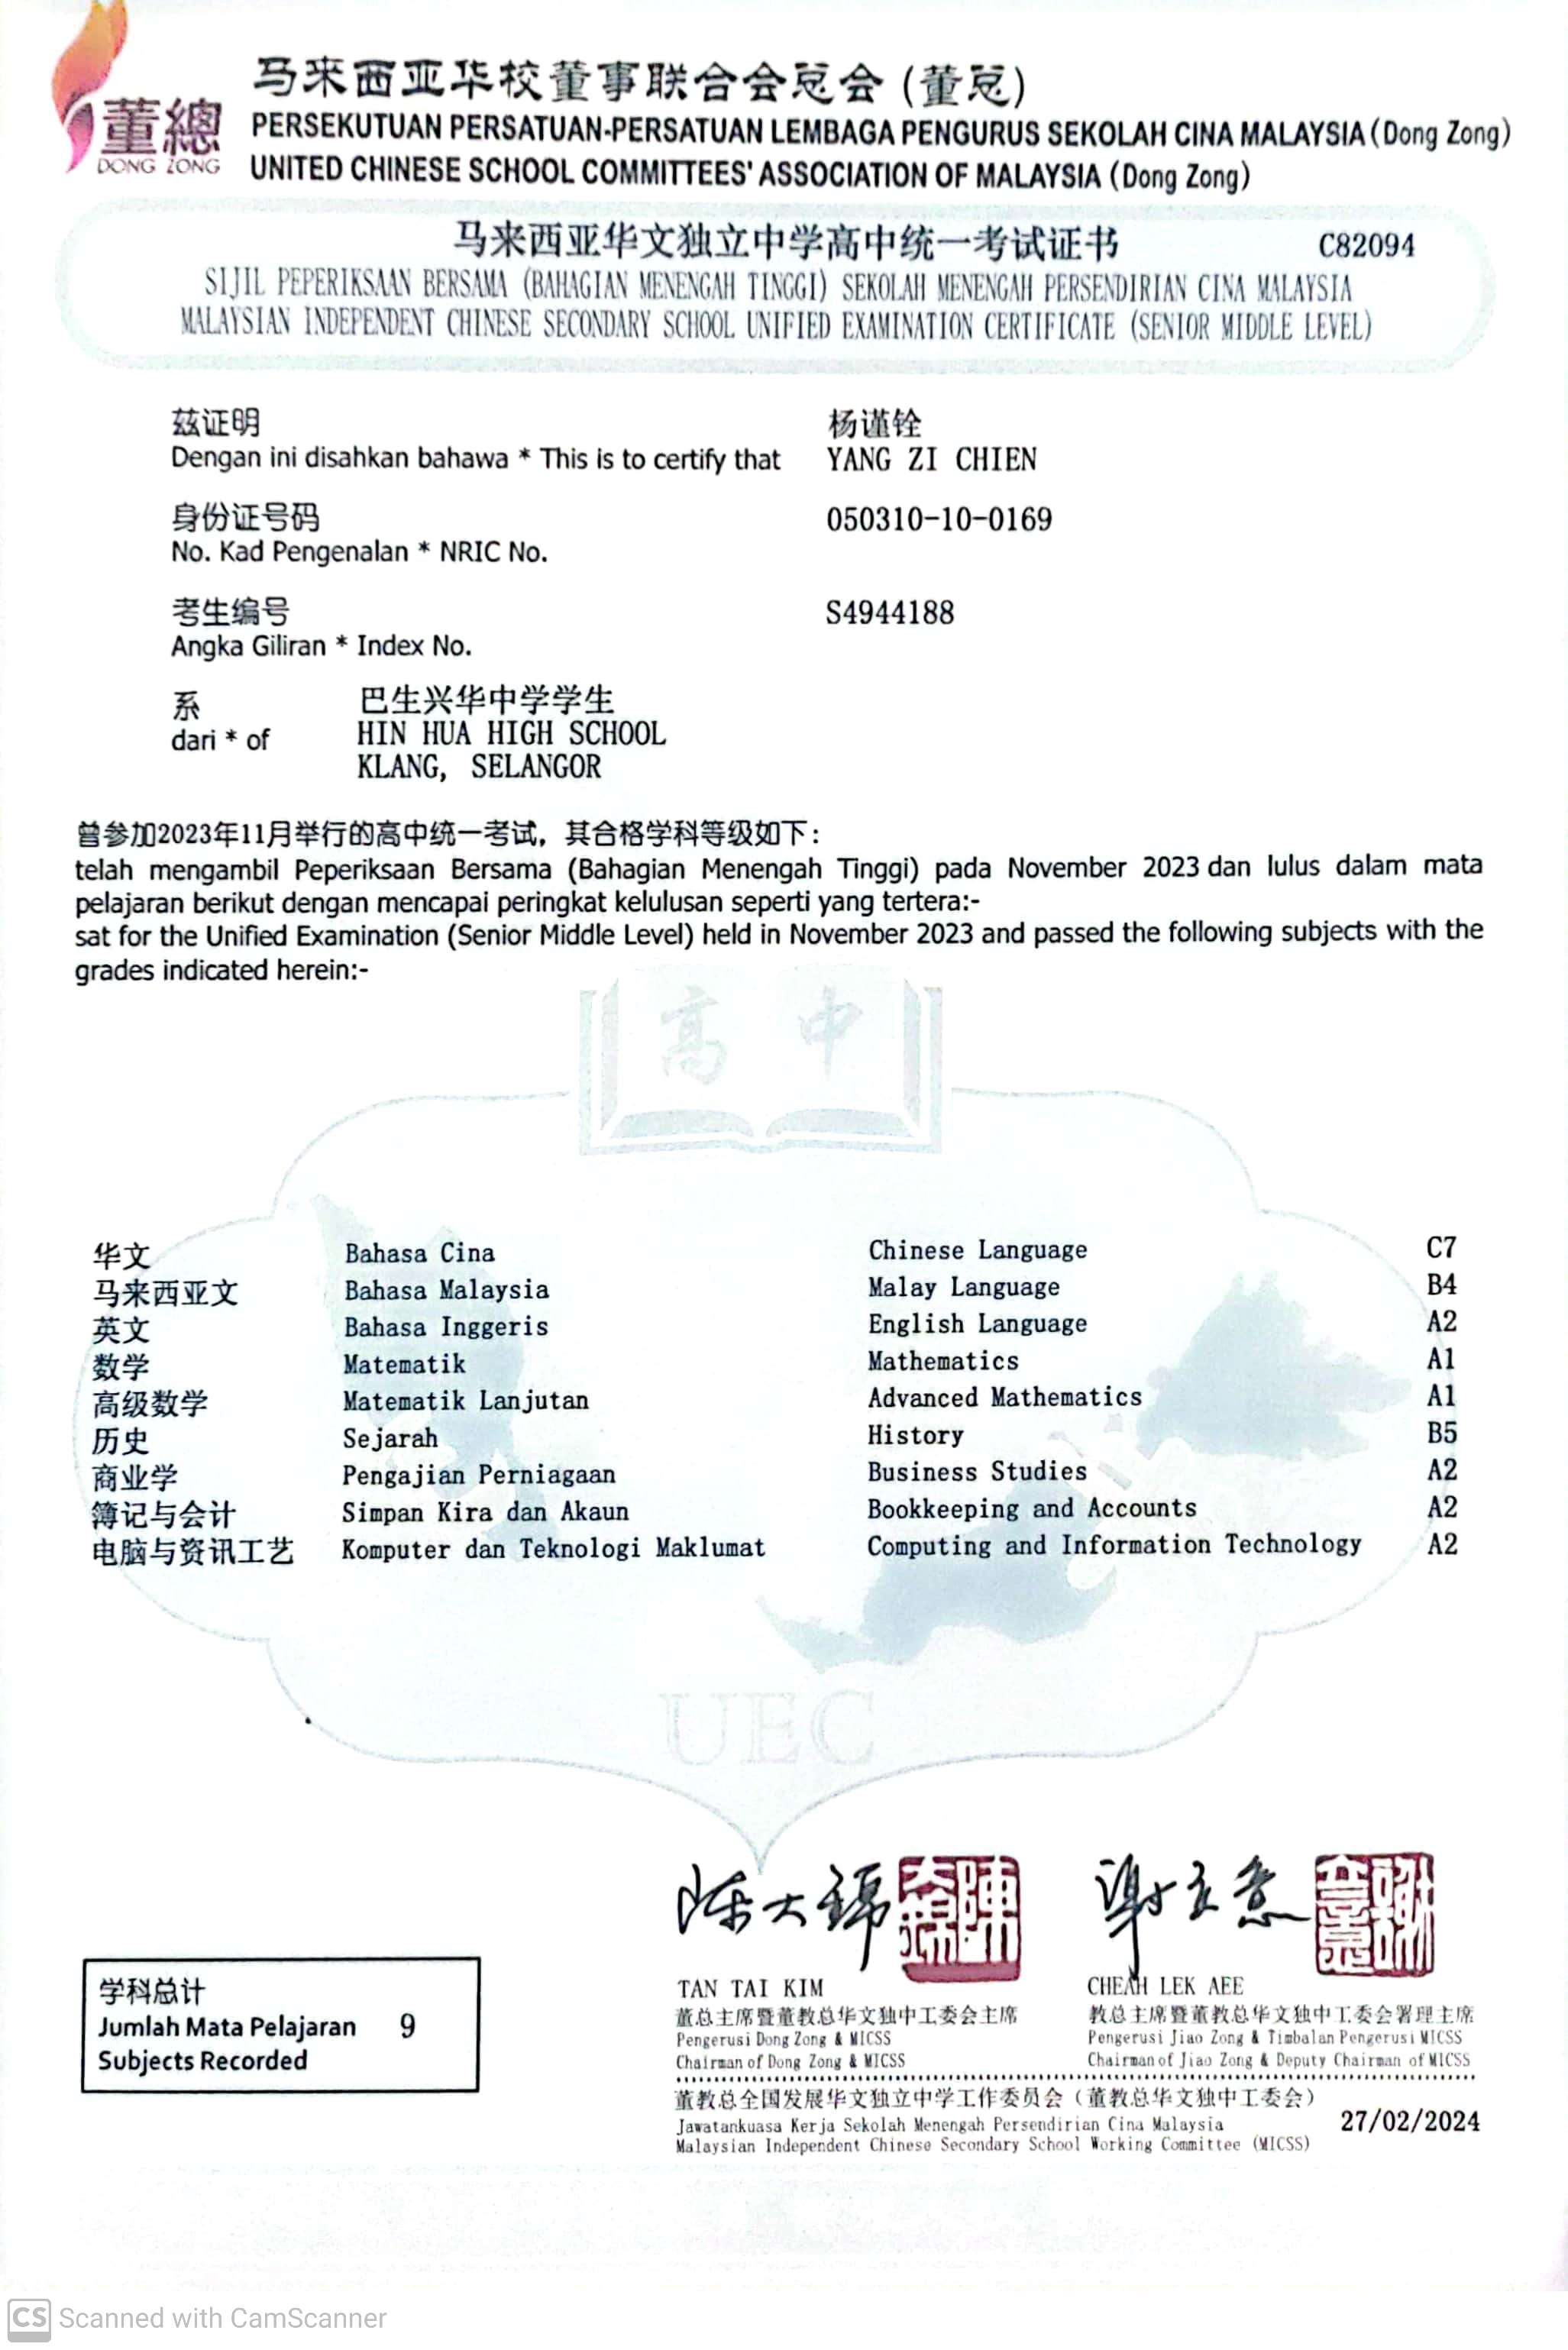 董總
DONG ZONG
马来西亚华校董事联合会总会 (董总)
PERSEKUTUAN PERSATUAN-PERSATUAN LEMBAGA PENGURUS SEKOLAH CINA MALAYSIA (Dong Zong)
UNITED CHINESE SCHOOL COMMITTEES' ASSOCIATION OF MALAYSIA (Dong Zong)
马来西亚华文独立中学高中统一考试证书 C82094
SIJIL PEPERIKSAAN BERSAMA (BAHAGIAN MENENGAH TINGGI) SEKOLAH MENENGAH PERSENDIRIAN CINA MALAYSIA
MALAYSIAN INDEPENDENT CHINESE SECONDARY SCHOOL UNIFIED EXAMINATION CERTIFICATE (SENIOR MIDDLE LEVEL)
兹证明 杨谨铨
Dengan ini disahkan bahawa * This is to certify that YANG ZI CHIEN
身份证号码 050310-10-0169
No. Kad Pengenalan * NRIC No.
考生编号 S4944188
Angka Giliran * Index No.
系 巴生兴华中学学生
dari * of HIN HUA HIGH SCHOOL
KLANG, SELANGOR
曾参加2023年11月举行的高中统一考试，其合格学科等级如下：
telah mengambil Peperiksaan Bersama (Bahagian Menengah Tinggi) pada November 2023 dan lulus dalam mata
pelajaran berikut dengan mencapai peringkat kelulusan seperti yang tertera:-
sat for the Unified Examination (Senior Middle Level) held in November 2023 and passed the following subjects with the
grades indicated herein:-
高 中
华文 Bahasa Cina Chinese Language C7
马来西亚文 Bahasa Malaysia Malay Language B4
英文 Bahasa Inggeris English Language A2
数学 Matematik Mathematics A1
高级数学 Matematik Lanjutan Advanced Mathematics A1
历史 Sejarah History B5
商业学 Pengajian Perniagaan Business Studies A2
簿记与会计 Simpan Kira dan Akaun Bookkeeping and Accounts A2
电脑与资讯工艺 Komputer dan Teknologi Maklumat Computing and Information Technology A2
UEC
陈大锦 謝立意
TAN TAI KIM CHEAH LEK AEE
董总主席暨董教总华文独中工委会主席 教总主席暨董教总华文独中工委会署理主席
Pengerusi Dong Zong & MICSS Pengerusi Jiao Zong & Timbalan Pengerusi MICSS
Chairman of Dong Zong & MICSS Chairman of Jiao Zong & Deputy Chairman of MICSS
学科总计
Jumlah Mata Pelajaran 9
Subjects Recorded
董教总全国发展华文独立中学工作委员会（董教总华文独中工委会）
Jawatankuasa Kerja Sekolah Menengah Persendirian Cina Malaysia 27/02/2024
Malaysian Independent Chinese Secondary School Working Committee (MICSS)
CS Scanned with CamScanner